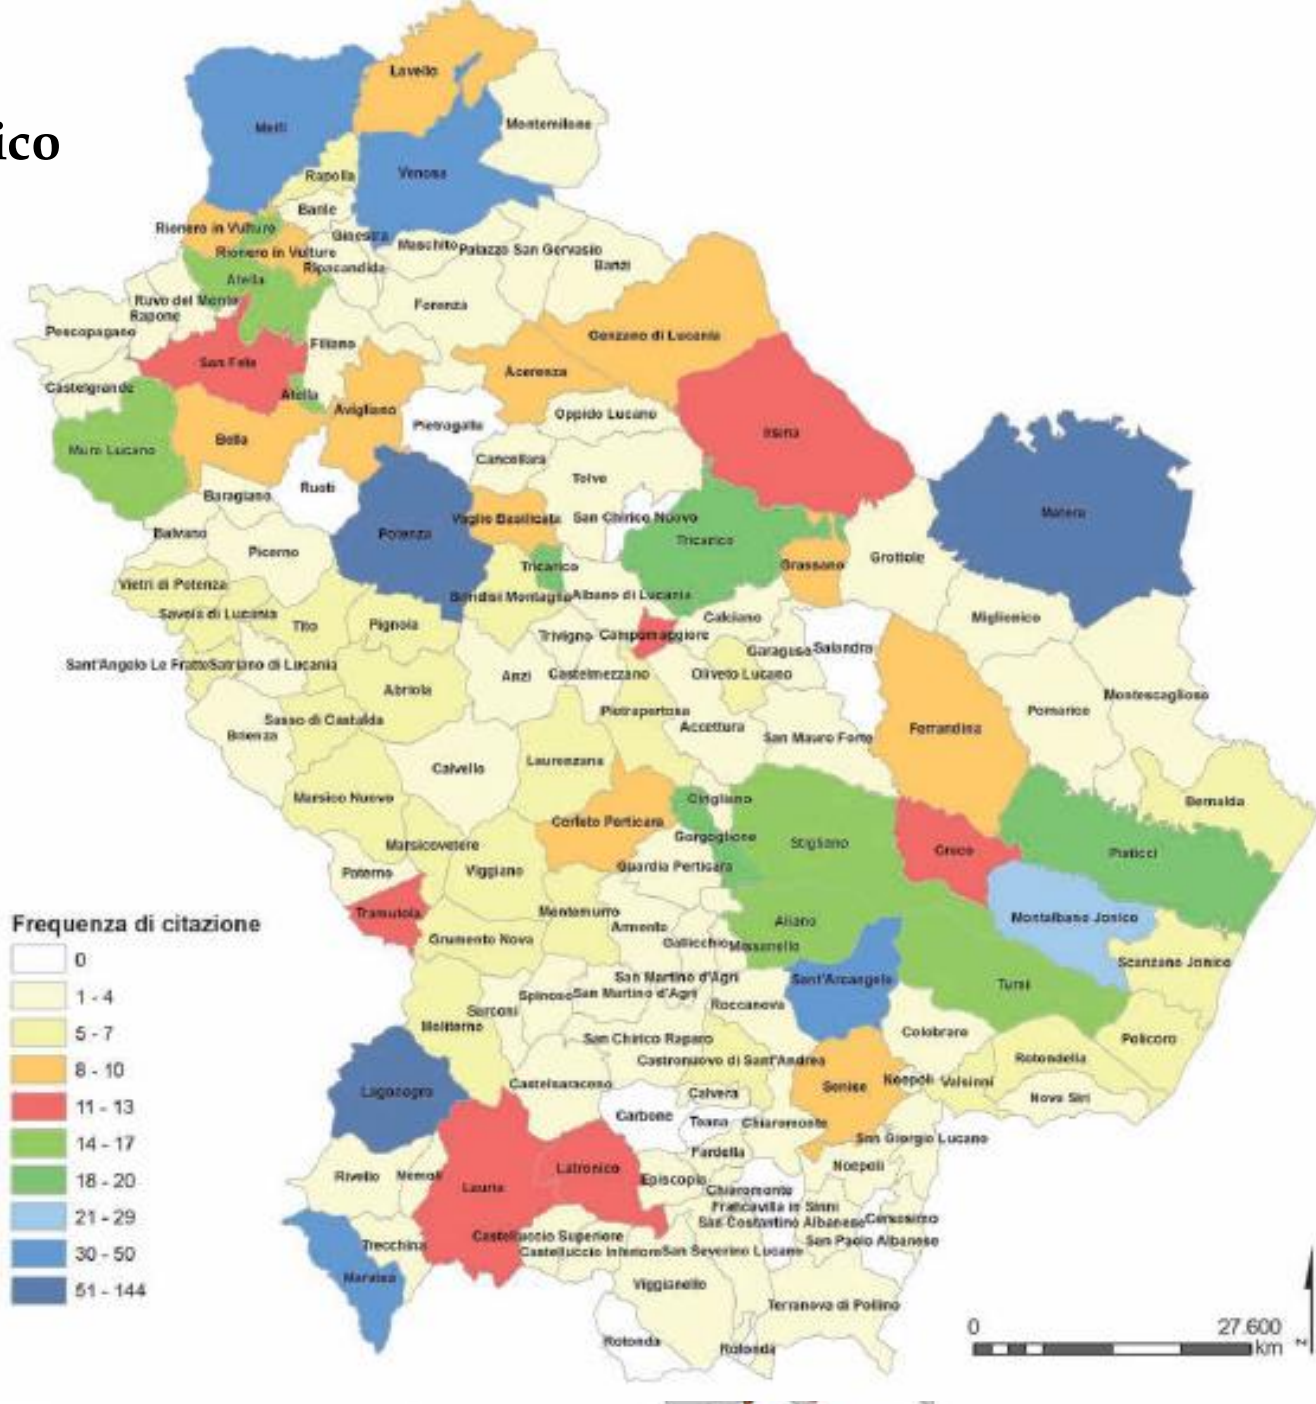 Lavello
Melfi
Montemilone
ico
Venosa
Rapolla
Barile
Rionero in Vulture
Ginestra
Maschito
Palazzo San Gervasio
Rionero in Vulture
Ripacandida
Banzi
Atella
Ruvo del Monte
Rapone
Forenza
Pescopagano
Genzano di Lucania
Filiano
San Fele
Acerenza
Castelgrande
Atella
Avigliano
Oppido Lucano
Pietragalla
Irsina
Bella
Muro Lucano
Cancellara
Tolve
Ruoti
Baragiano
Matera
Vaglio Basilicata
San Chirico Nuovo
Balvano
Potenza
Tricarico
Picerno
Grottole
Tricarico
Grassano
Vietri di Potenza
Brindisi Montagna
Albano di Lucania
Savoia di Lucania
Tito
Pignola
Calciano
Miglionico
Trivigno
Campomaggiore
Garaguso
Salandra
Sant'Angelo Le Fratte
Satriano di Lucania
Anzi
Castelmezzano
Oliveto Lucano
Abriola
Montescaglioso
Pietrapertosa
Pomarico
Sasso di Castalda
Accettura
Brienza
San Mauro Forte
Ferrandina
Laurenzana
Calvello
Marsico Nuovo
Cirigliano
Bernalda
Corleto Perticara
Gorgoglione
Stigliano
Marsicovetere
Craco
Pisticci
Paterno
Viggiano
Guardia Perticara
Tramutola
Montemurro
Armento
Aliano
Montalbano Jonico
Frequenza di citazione
Grumento Nova
Gallicchio
Missanello
0
Scanzano Jonico
San Martino d'Agri
Sant'Arcangelo
Tursi
1 - 4
Spinoso
San Martino d'Agri
Roccanova
Sarconi
5 - 7
Moliterno
Colobraro
San Chirico Raparo
Policoro
Castronuovo di Sant'Andrea
Rotondella
8 - 10
Castelsaraceno
Senise
Noepoli
Valsinni
Lagonegro
Calvera
Nova Siri
11 - 13
Carbone
Teana
Chiaromonte
14 - 17
San Giorgio Lucano
Fardella
Noepoli
18 - 20
Rivello
Nemoli
Latronico
Episcopia
Lauria
Chiaromonte
Francavilla in Sinni
21 - 29
San Costantino Albanese
Cersosimo
Castelluccio Superiore
San Paolo Albanese
Trecchina
Castelluccio Inferiore
San Severino Lucano
30 - 50
Maratea
Viggianello
51 - 144
Terranova di Pollino
0
27.600
Rotonda
Rotonda
km
z